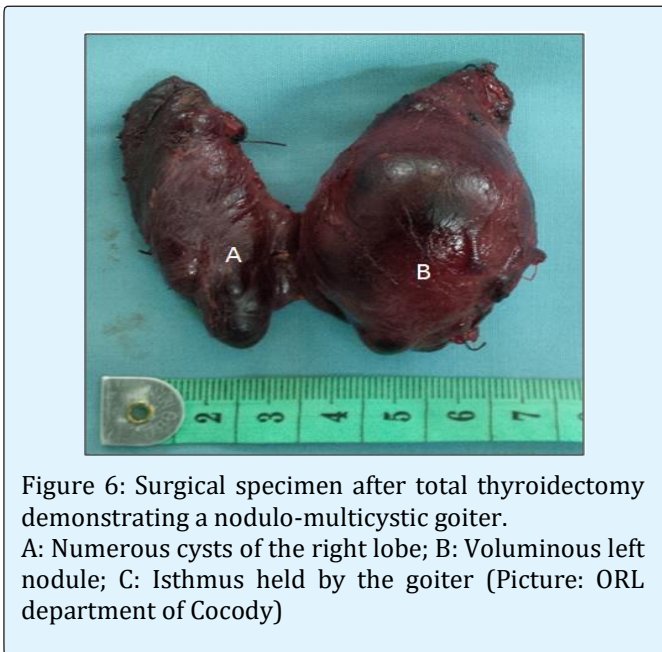 A
B
2 3 4 5 6 7
Figure 6: Surgical specimen after total thyroidectomy
demonstrating a nodulo-multicystic goiter.
A: Numerous cysts of the right lobe; B: Voluminous left
nodule; C: Isthmus held by the goiter (Picture: ORL
department of Cocody)